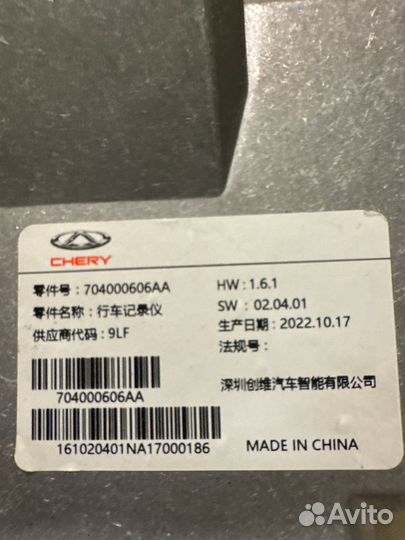 CHERY
零件号：704000606AA
HW : 1.6.1
零件名称：行车记录仪
SW : 02.04.01
供应商代码：9LF
生产日期：2022.10.17
法规号：
704000606AA
深圳创维汽车智能有限公司
161020401NA17000186
MADE IN CHINA
Avito